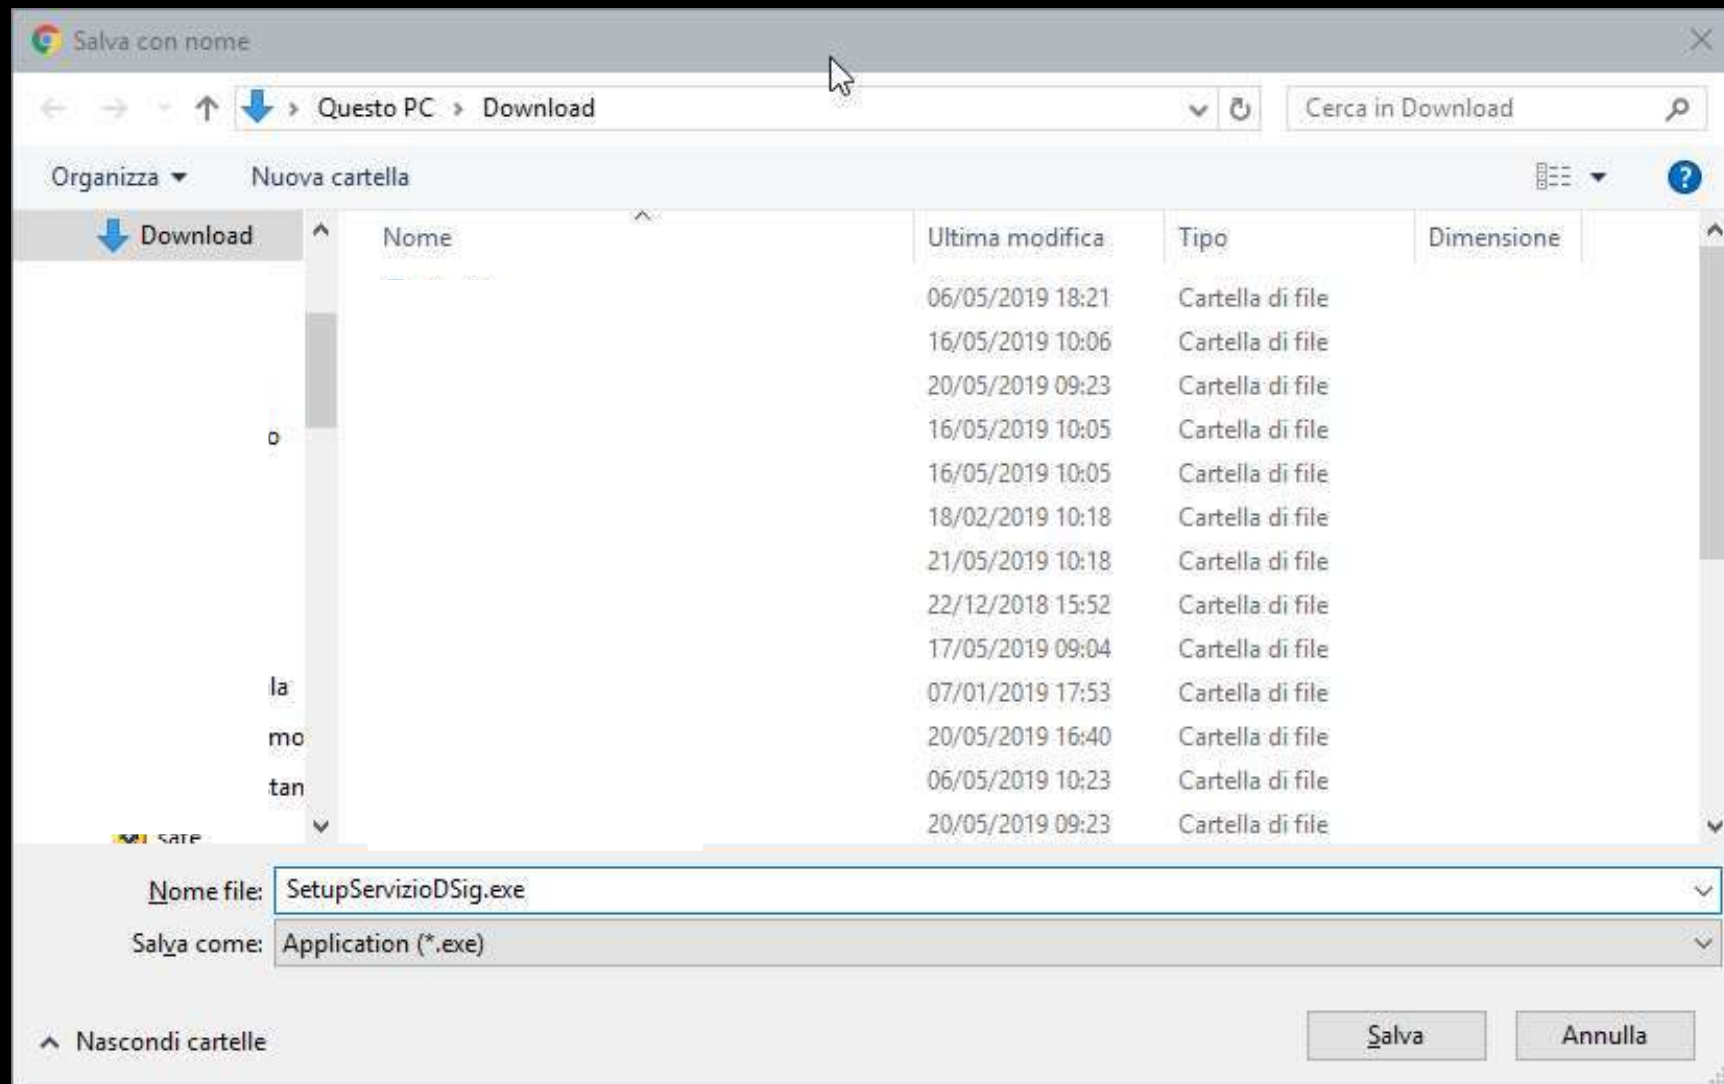 Salva con nome
Questo PC > Download
Cerca in Download
Organizza
Nuova cartella
Download
Nome
Ultima modifica
Tipo
Dimensione
06/05/2019 18:21 Cartella di file
16/05/2019 10:06 Cartella di file
20/05/2019 09:23 Cartella di file
16/05/2019 10:05 Cartella di file
o
16/05/2019 10:05 Cartella di file
18/02/2019 10:18 Cartella di file
21/05/2019 10:18 Cartella di file
22/12/2018 15:52 Cartella di file
17/05/2019 09:04 Cartella di file
la
07/01/2019 17:53 Cartella di file
mo
20/05/2019 16:40 Cartella di file
tan
06/05/2019 10:23 Cartella di file
20/05/2019 09:23 Cartella di file
Nome file: SetupServizioDSig.exe
Salva come: Application (*.exe)
Nascondi cartelle
Salva
Annulla